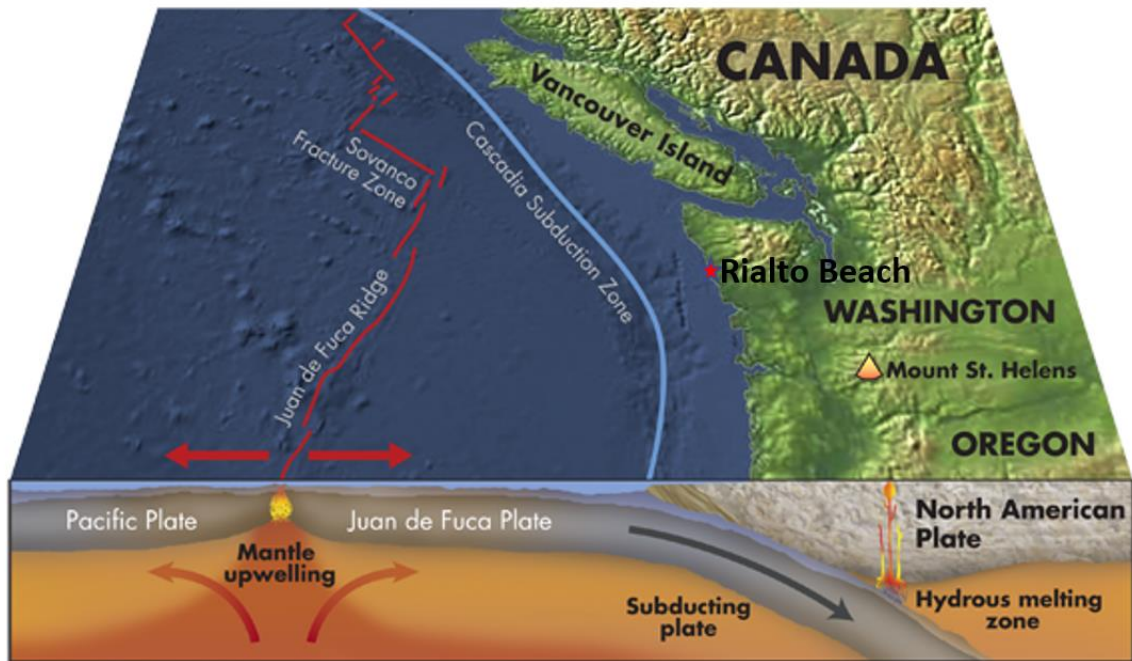 CANADA
Vancouver Island
Cascadia Subduction Zone
Sovanco
Fracture Zone
Juan de Fuca Ridge
Rialto Beach
WASHINGTON
Mount St. Helens
OREGON
Pacific Plate
Juan de Fuca Plate
North American
Plate
Mantle
upwelling
Subducting
plate
Hydrous melting
zone